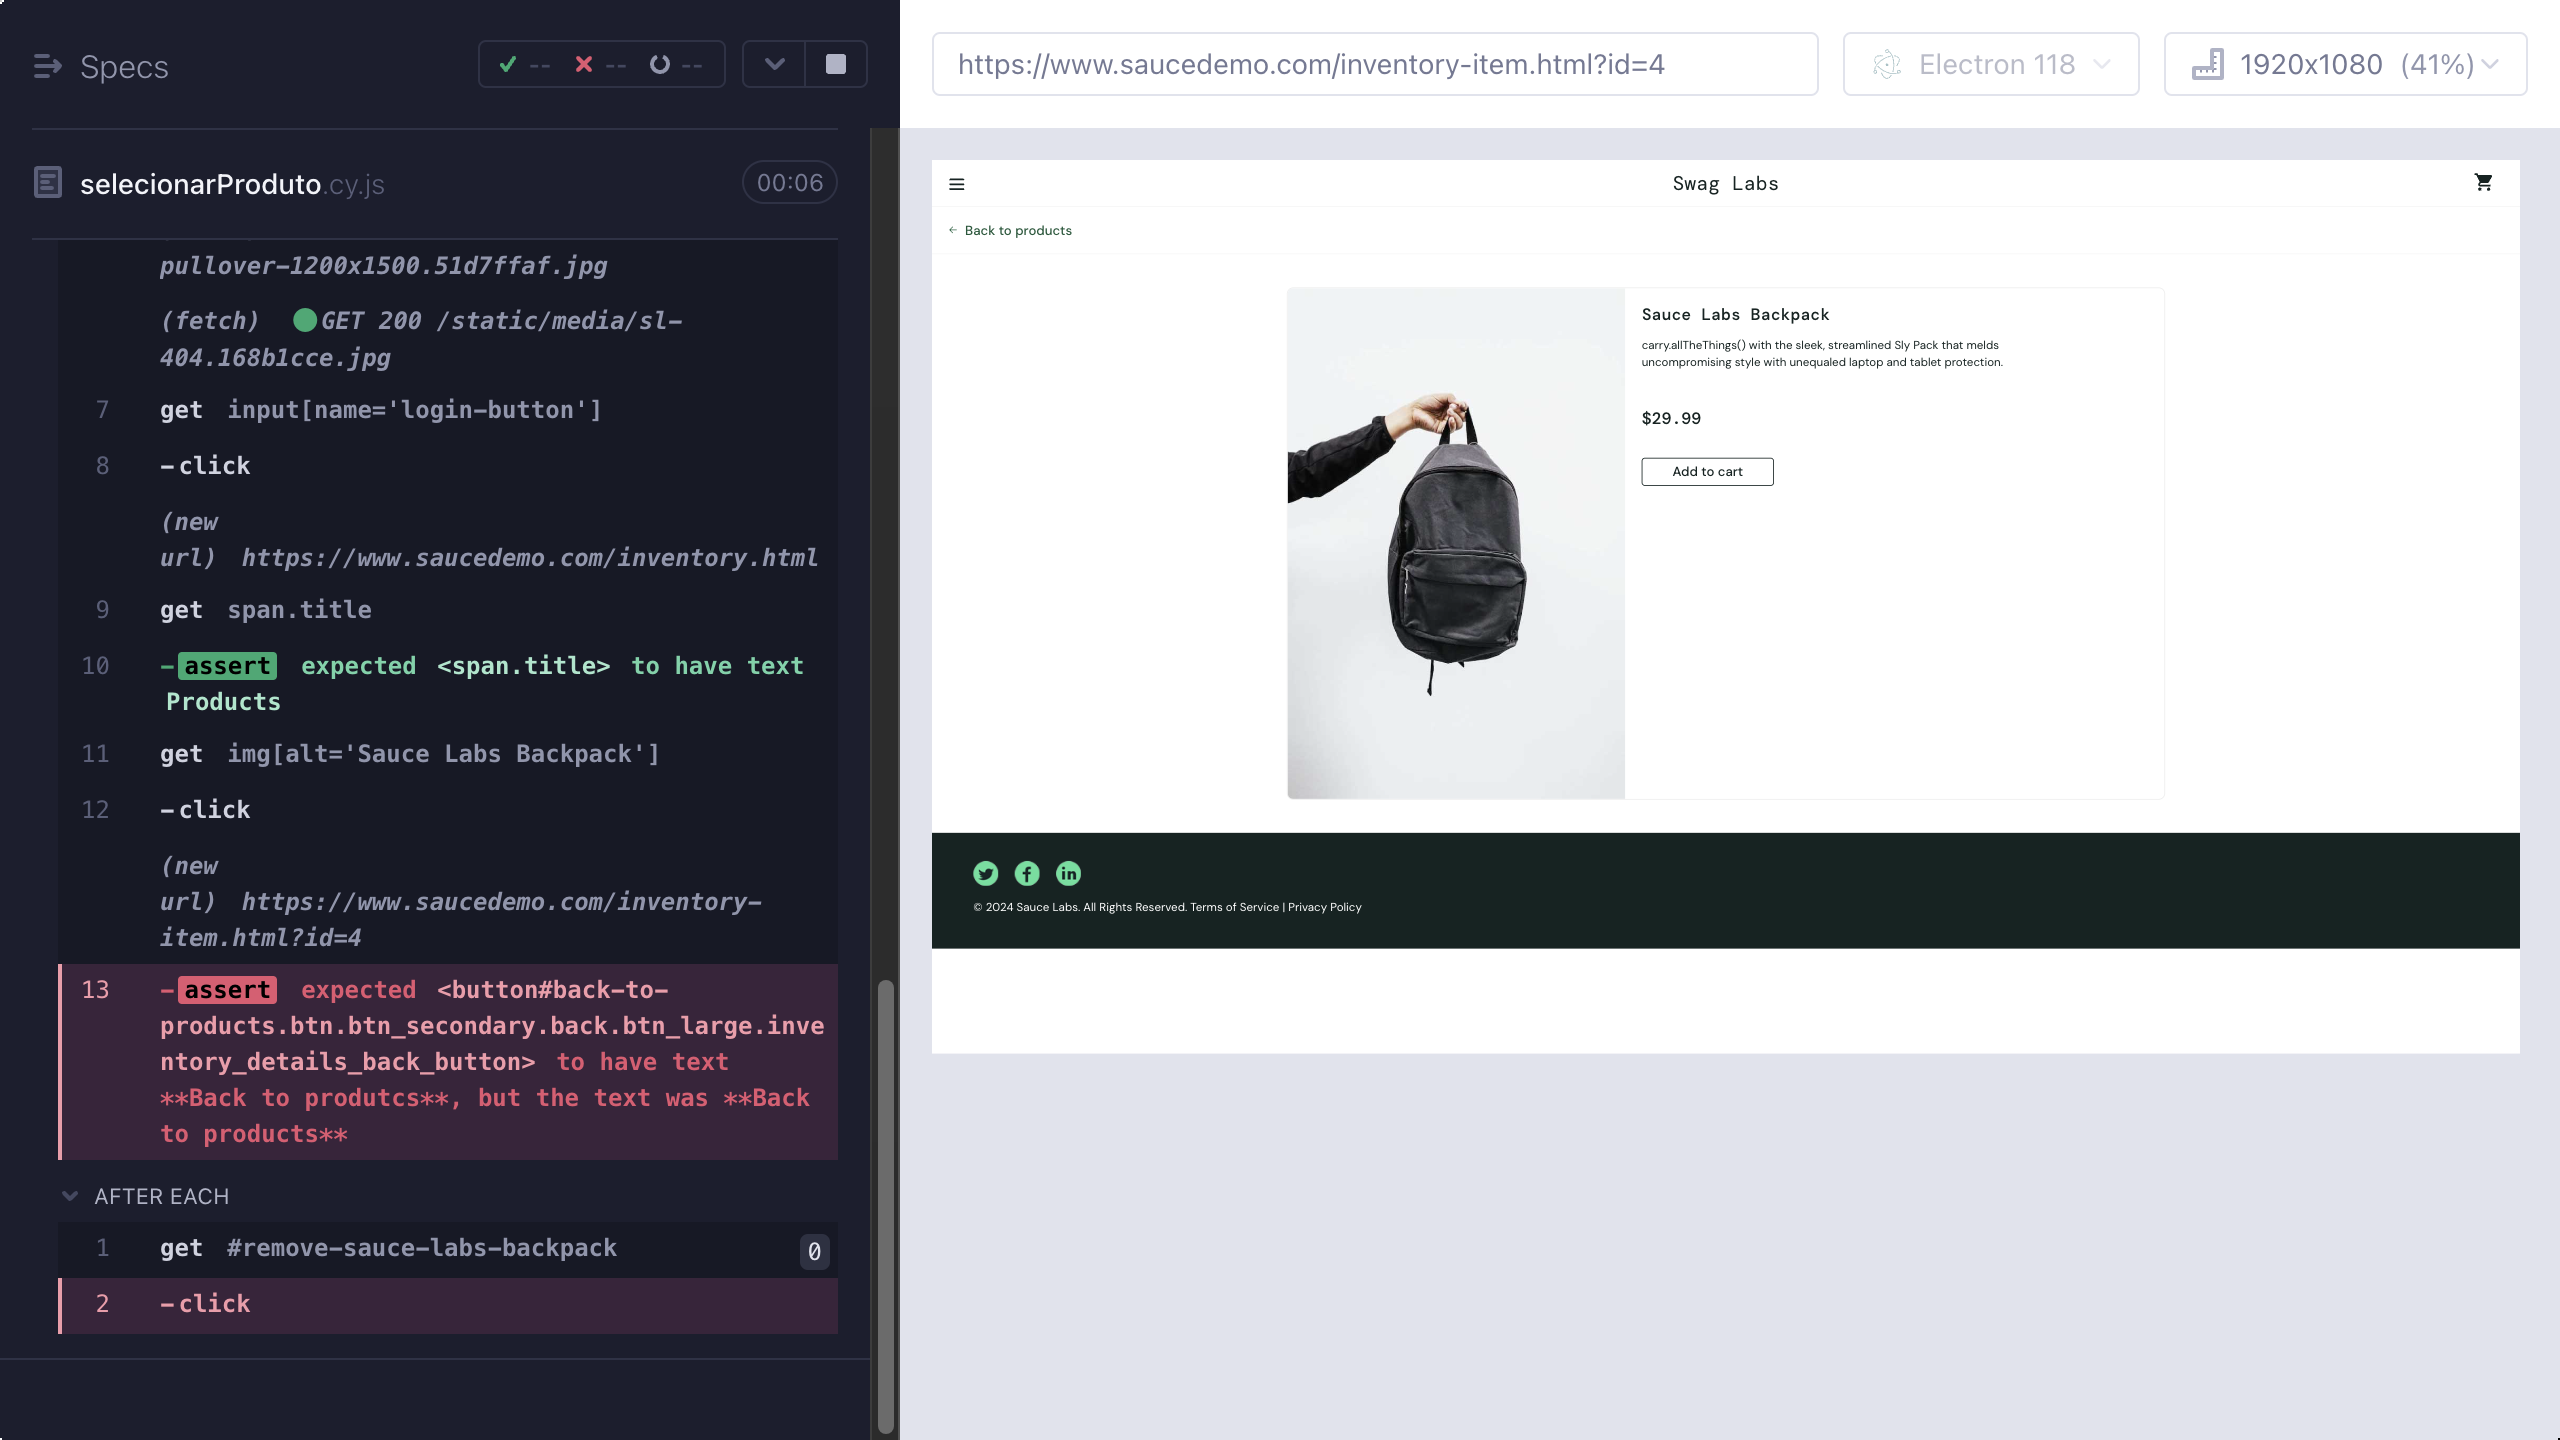 Specs
-- -- --
selecionarProduto.cy.js 00:06
pullover-1200x1500.51d7ffaf.jpg
(fetch) GET 200 /static/media/sl-
404.168b1cce.jpg
7 get input[name='login-button']
8 -click
(new
url) https://www.saucedemo.com/inventory.html
9 get span.title
10 -assert expected <span.title> to have text
Products
11 get img[alt='Sauce Labs Backpack']
12 -click
(new
url) https://www.saucedemo.com/inventory-
item.html?id=4
13 -assert expected <button#back-to-
products.btn.btn_secondary.back.btn_large.inve
ntory_details_back_button> to have text
**Back to produtcs**, but the text was **Back
to products**
AFTER EACH
1 get #remove-sauce-labs-backpack 0
2 -click
https://www.saucedemo.com/inventory-item.html?id=4
Electron 118
1920x1080 (41%)
Swag Labs
Back to products
Sauce Labs Backpack
carry.allTheThings() with the sleek, streamlined Sly Pack that melds
uncompromising style with unequaled laptop and tablet protection.
$29.99
Add to cart
© 2024 Sauce Labs. All Rights Reserved. Terms of Service | Privacy Policy